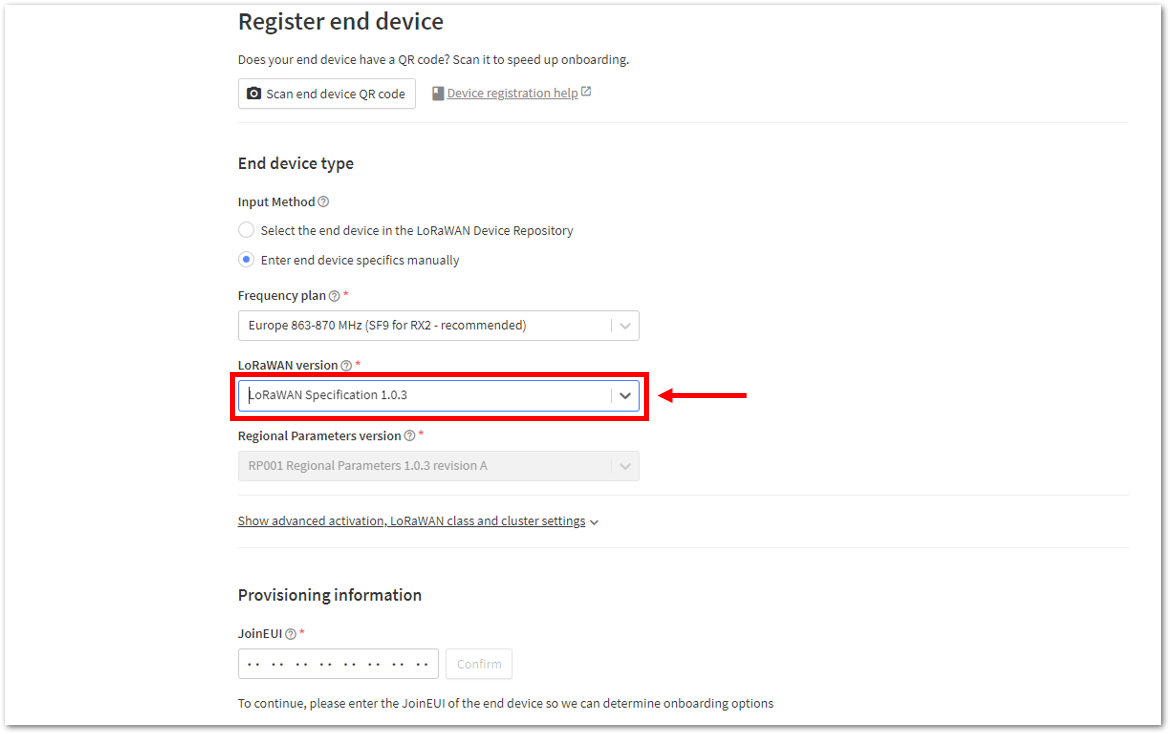 Register end device
Does your end device have a QR code? Scan it to speed up onboarding.
Scan end device QR code
Device registration help
End device type
Input Method
Select the end device in the LoRaWAN Device Repository
Enter end device specifics manually
Frequency plan *
Europe 863-870 MHz (SF9 for RX2 - recommended)
LoRaWAN version *
LoRaWAN Specification 1.0.3
Regional Parameters version *
RP001 Regional Parameters 1.0.3 revision A
Show advanced activation, LoRaWAN class and cluster settings
Provisioning information
JoinEUI *
·· ·· ·· ·· ·· ·· ·· ··
Confirm
To continue, please enter the JoinEUI of the end device so we can determine onboarding options